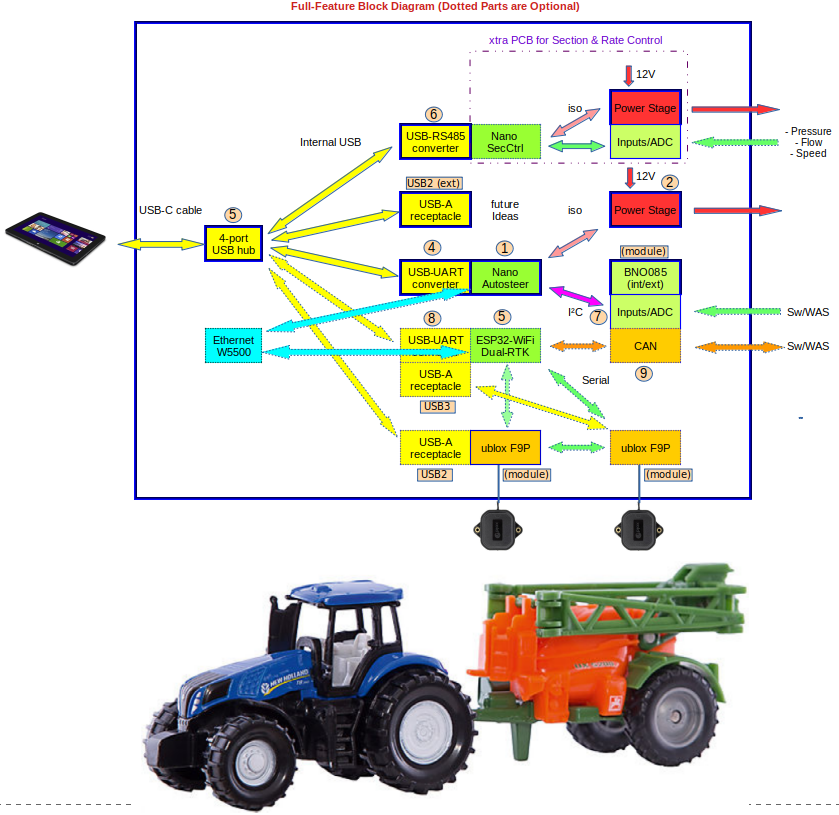 Full-Feature Block Diagram (Dotted Parts are Optional)
xtra PCB for Section & Rate Control
12V
iso
Power Stage
6
USB-RS485
converter
Nano
SecCtrl
Inputs/ADC
- Pressure
- Flow
- Speed
Internal USB
12V
2
USB2 (ext)
USB-A
receptacle
future
Ideas
iso
Power Stage
USB-C cable
5
4-port
USB hub
4
1
(module)
USB-UART
converter
Nano
Autosteer
BNO085
(int/ext)
I²C
7
Inputs/ADC
Sw/WAS
8
5
Ethernet
W5500
USB-UART
ESP32-WiFi
Dual-RTK
CAN
Sw/WAS
USB-A
receptacle
Serial
9
USB3
USB-A
receptacle
ublox F9P
ublox F9P
USB2
(module)
(module)
NEW HOLLAND